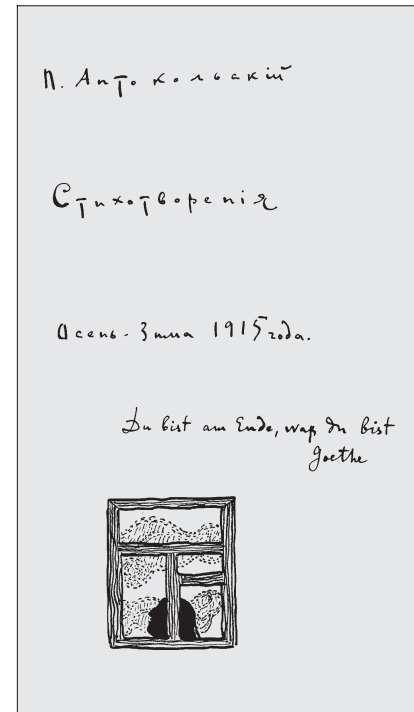 П. Антокольскій
Стихотворенія
Осень-Зима 1915 года.
Du bist am Ende, was du bist
Goethe